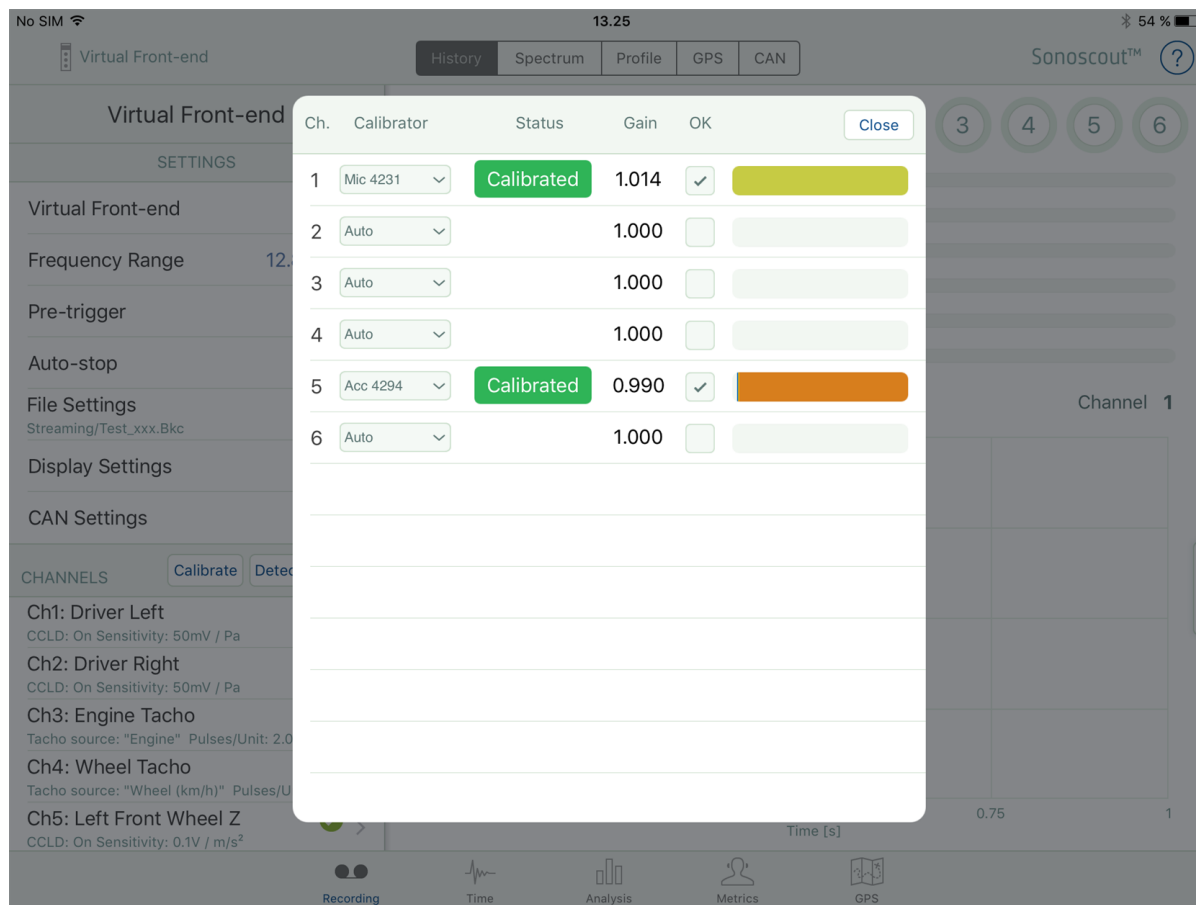 No SIM 13.25 54 %
Virtual Front-end History Spectrum Profile GPS CAN Sonoscout™ ?
Virtual Front-end
SETTINGS
Virtual Front-end
Frequency Range 12.
Pre-trigger
Auto-stop
File Settings
Streaming/Test_xxx.Bkc
Display Settings
CAN Settings
CHANNELS Calibrate Detec
Ch1: Driver Left
CCLD: On Sensitivity: 50mV / Pa
Ch2: Driver Right
CCLD: On Sensitivity: 50mV / Pa
Ch3: Engine Tacho
Tacho source: "Engine" Pulses/Unit: 2.0
Ch4: Wheel Tacho
Tacho source: "Wheel (km/h)" Pulses/U
Ch5: Left Front Wheel Z
CCLD: On Sensitivity: 0.1V / m/s²
Ch. Calibrator Status Gain OK Close
1 Mic 4231 Calibrated 1.014
2 Auto 1.000
3 Auto 1.000
4 Auto 1.000
5 Acc 4294 Calibrated 0.990
6 Auto 1.000
3 4 5 6
Channel 1
0.75 1
Time [s]
Recording Time Analysis Metrics GPS